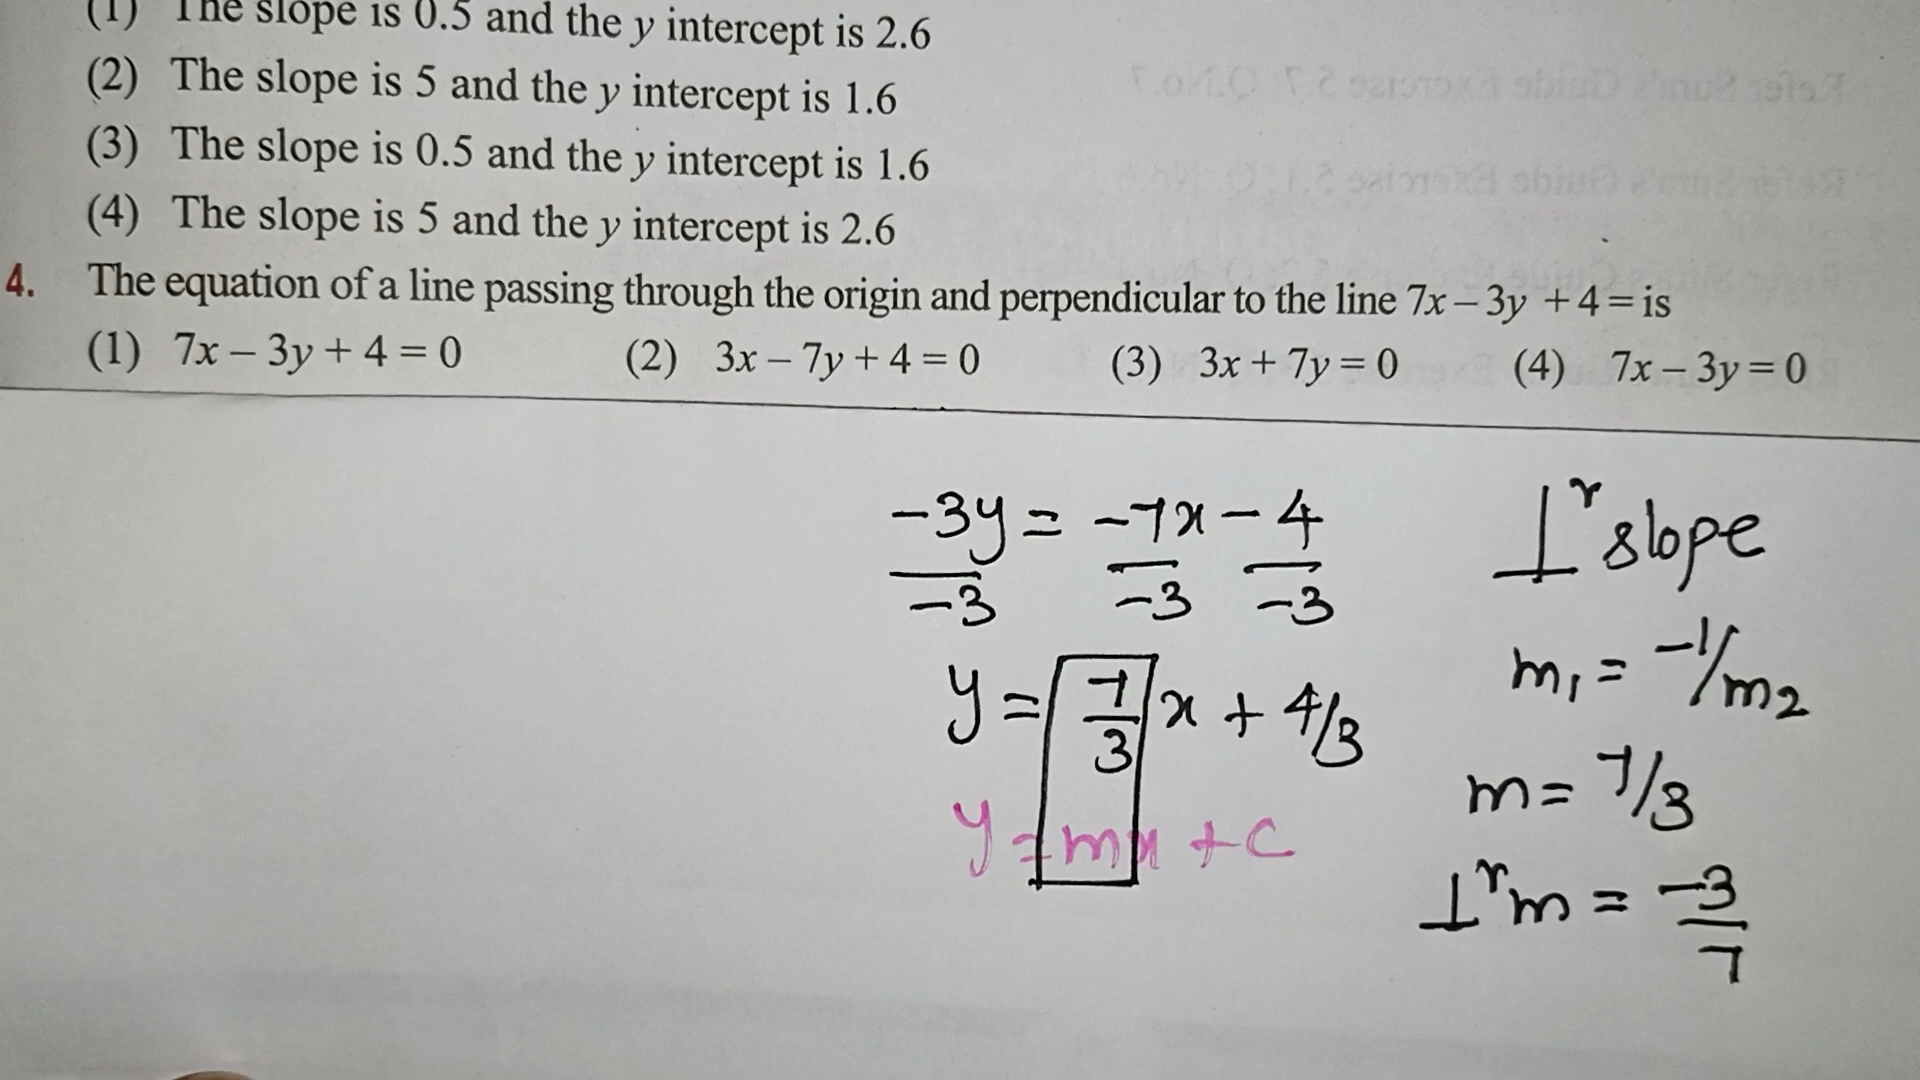 (1) The slope is 0.5 and the y intercept is 2.6
(2) The slope is 5 and the y intercept is 1.6
(3) The slope is 0.5 and the y intercept is 1.6
(4) The slope is 5 and the y intercept is 2.6
4. The equation of a line passing through the origin and perpendicular to the line 7x – 3y + 4 = is
(1) 7x – 3y + 4 = 0 (2) 3x – 7y + 4 = 0 (3) 3x + 7y = 0 (4) 7x – 3y = 0
-3y/-3 = -7x/-3 - 4/-3
y = 7/3 x + 4/3
y = mx + c
⊥r slope
m₁ = -1/m₂
m = 7/3
⊥r m = -3/7